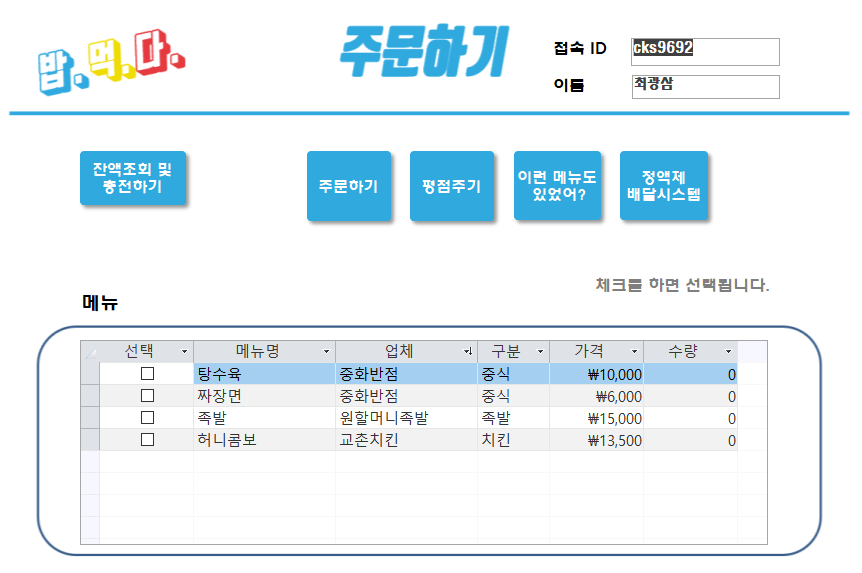 밥.먹.다.
주문하기
접속 ID
cks9692
이름
최광삼
잔액조회 및
충전하기
주문하기
평점주기
이런 메뉴도
있었어?
정액제
배달시스템
체크를 하면 선택됩니다.
메뉴
선택 메뉴명 업체 구분 가격 수량
탕수육 중화반점 중식 ₩10,000 0
짜장면 중화반점 중식 ₩6,000 0
족발 원할머니족발 족발 ₩15,000 0
허니콤보 교촌치킨 치킨 ₩13,500 0